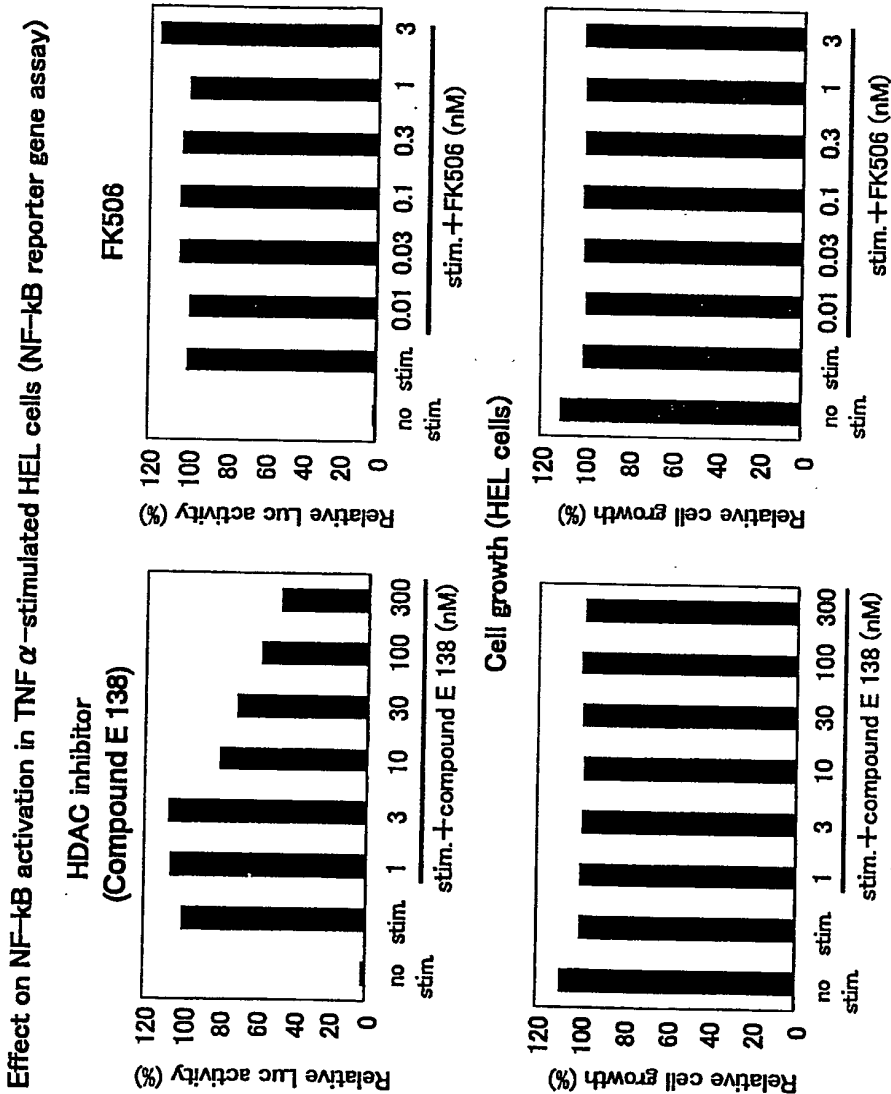 Effect on NF-kB activation in TNFα-stimulated HEL cells (NF-kB reporter gene assay)
HDAC inhibitor
(Compound E 138)
Relative Luc activity (%)
120
100
80
60
40
20
0
no stim. stim. 1 3 10 30 100 300
stim.+compound E 138 (nM)
FK506
Relative Luc activity (%)
120
100
80
60
40
20
0
no stim. stim. 0.01 0.03 0.1 0.3 1 3
stim.+FK506 (nM)
Cell growth (HEL cells)
Relative cell growth (%)
120
100
80
60
40
20
0
no stim. stim. 1 3 10 30 100 300
stim.+compound E 138 (nM)
Relative cell growth (%)
120
100
80
60
40
20
0
no stim. stim. 0.01 0.03 0.1 0.3 1 3
stim.+FK506 (nM)